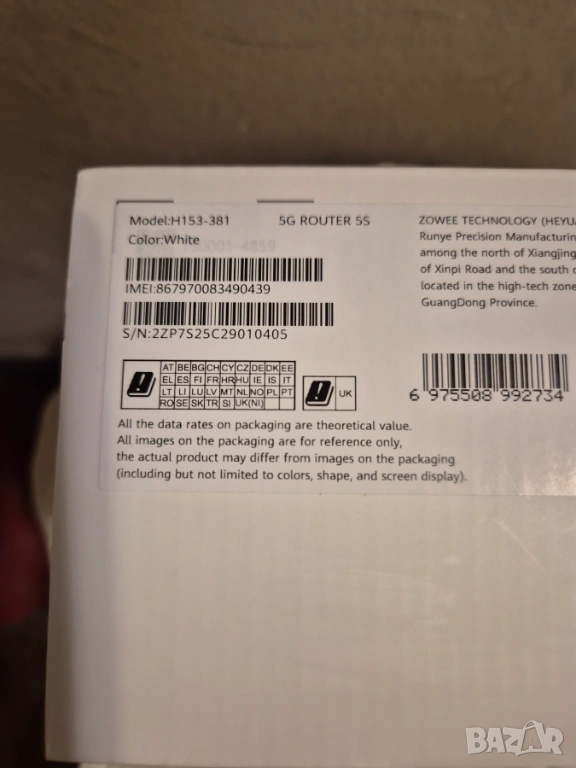 Model:H153-381 5G ROUTER 5S
Color:White
IMEI:867970083490439
S/N:2ZP7S25C29010405
ZOWEE TECHNOLOGY (HEYUA
Runye Precision Manufacturin
among the north of Xiangjing
of Xinpi Road and the south o
located in the high-tech zone
GuangDong Province.
AT BE BG CH CY CZ DE DK EE
EL ES FI FR HR HU IE IS IT
LT LI LU LV MT NL NO PL PT
RO SE SK TR SI UK(NI)
UK
6 975508 992734
All the data rates on packaging are theoretical value.
All images on the packaging are for reference only,
the actual product may differ from images on the packaging
(including but not limited to colors, shape, and screen display).
BAZAR